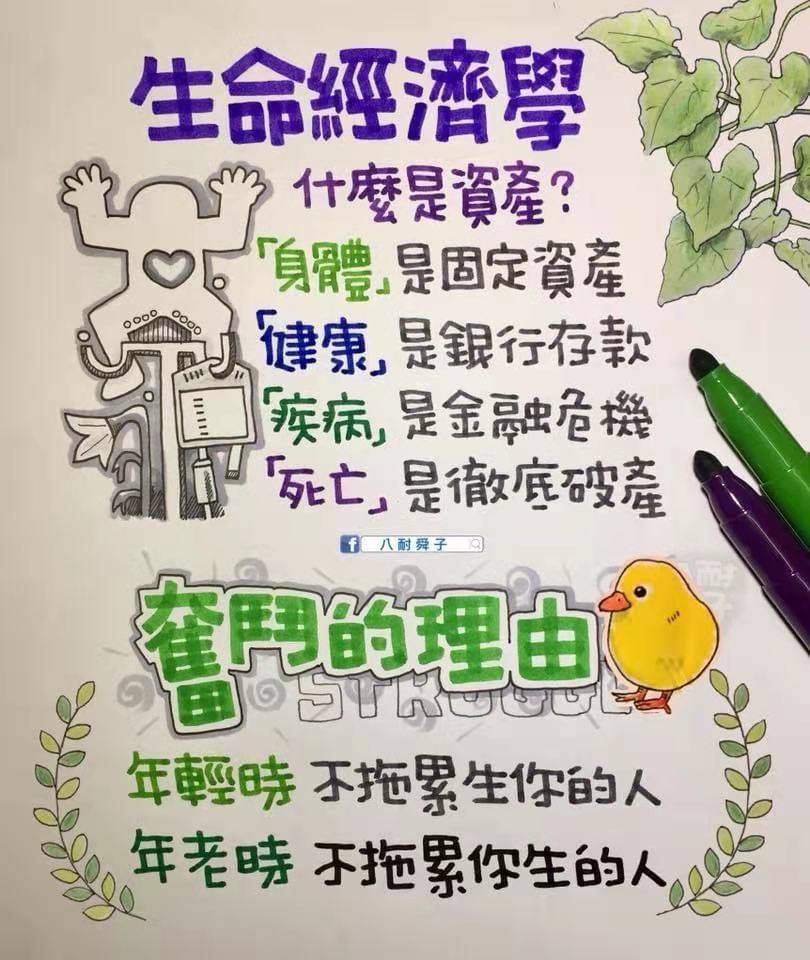 生命經濟學
什麼是資產?
「身體」是固定資產
「健康」是銀行存款
「疾病」是金融危機
「死亡」是徹底破產
f 八耐舜子
奮鬥的理由
STRUGGLE
年輕時 不拖累生你的人
年老時 不拖累你生的人